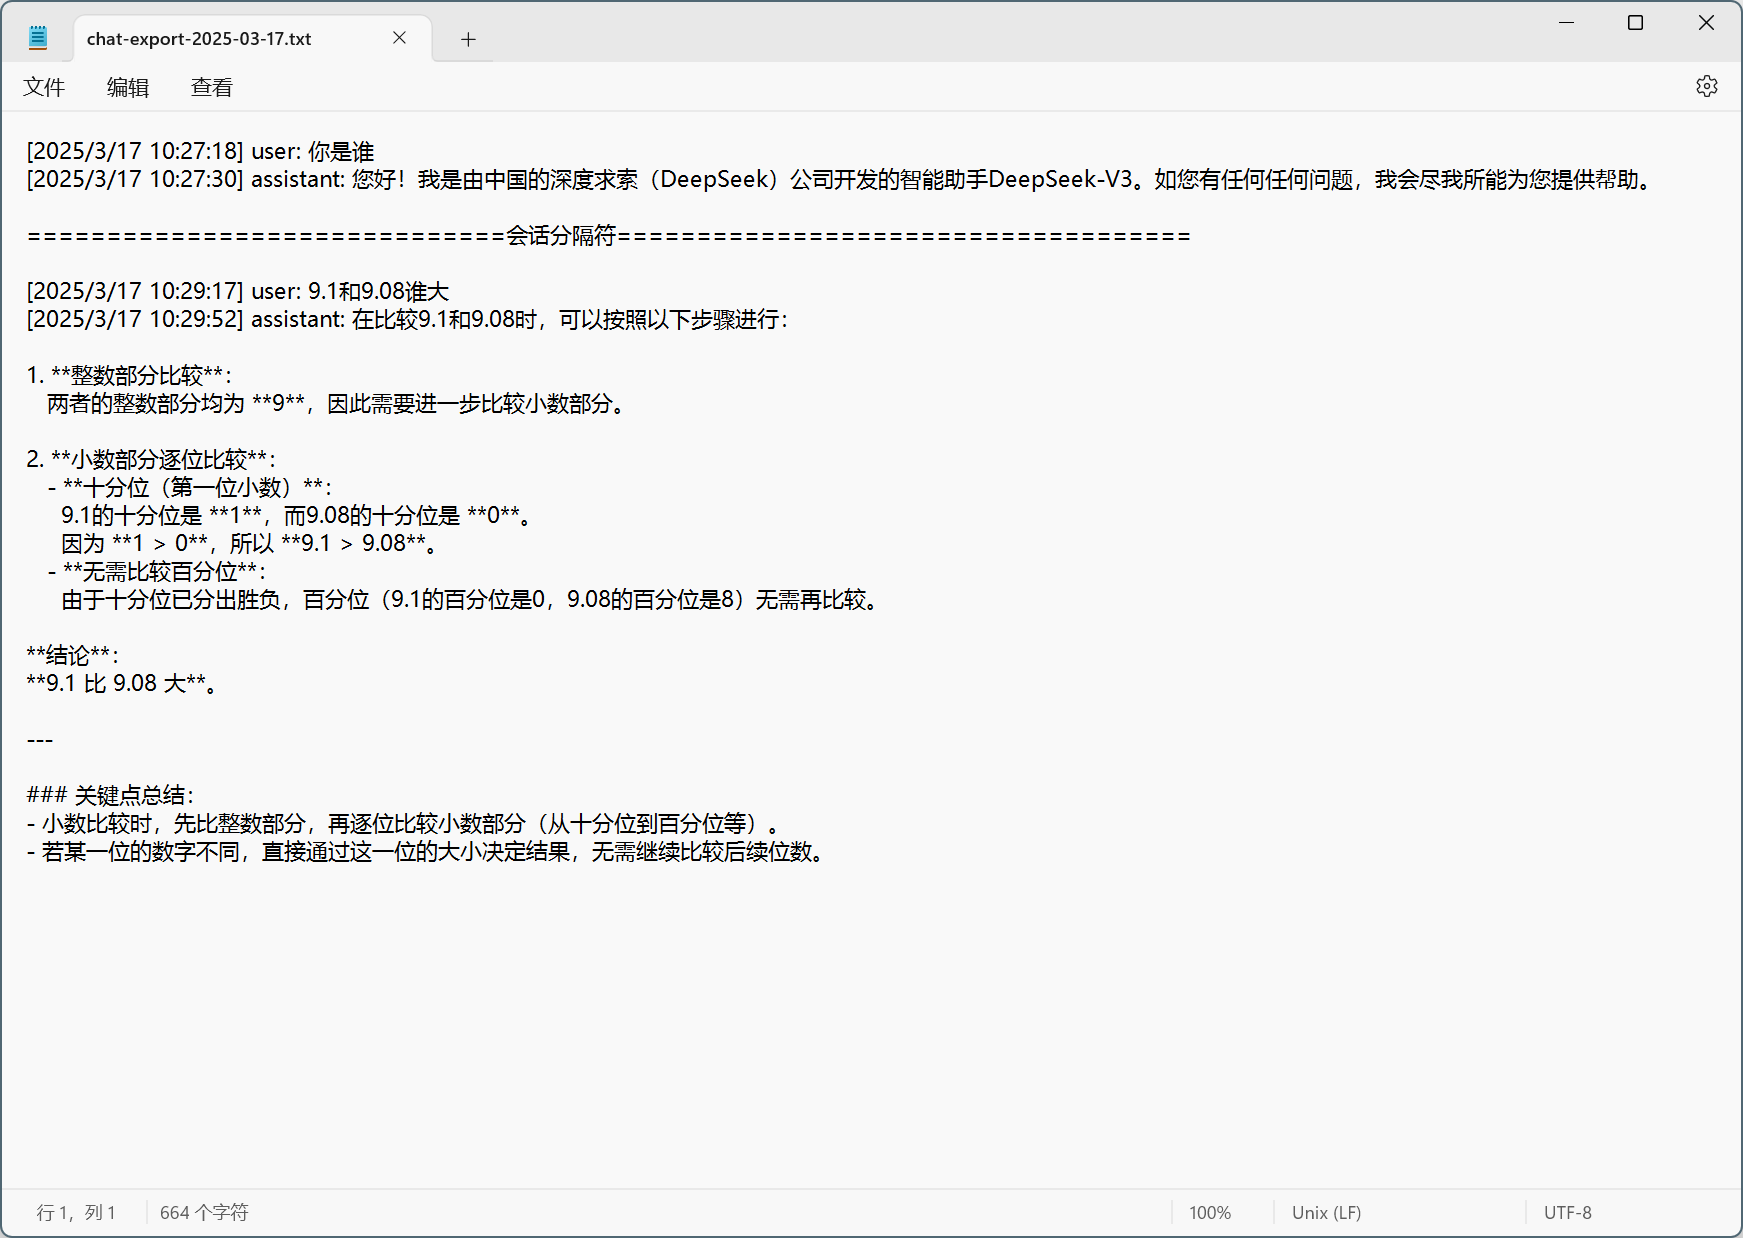 chat-export-2025-03-17.txt
文件 编辑 查看
[2025/3/17 10:27:18] user: 你是谁
[2025/3/17 10:27:30] assistant: 您好！我是由中国的深度求索（DeepSeek）公司开发的智能助手DeepSeek-V3。如您有任何任何问题，我会尽我所能为您提供帮助。
==============================会话分隔符====================================
[2025/3/17 10:29:17] user: 9.1和9.08谁大
[2025/3/17 10:29:52] assistant: 在比较9.1和9.08时，可以按照以下步骤进行：
1. **整数部分比较**：
两者的整数部分均为 **9**，因此需要进一步比较小数部分。
2. **小数部分逐位比较**：
- **十分位（第一位小数）**：
9.1的十分位是 **1**，而9.08的十分位是 **0**。
因为 **1 > 0**，所以 **9.1 > 9.08**。
- **无需比较百分位**：
由于十分位已分出胜负，百分位（9.1的百分位是0，9.08的百分位是8）无需再比较。
**结论**：
**9.1 比 9.08 大**。
---
### 关键点总结：
- 小数比较时，先比整数部分，再逐位比较小数部分（从十分位到百分位等）。
- 若某一位的数字不同，直接通过这一位的大小决定结果，无需继续比较后续位数。
行 1，列 1 664 个字符 100% Unix (LF) UTF-8